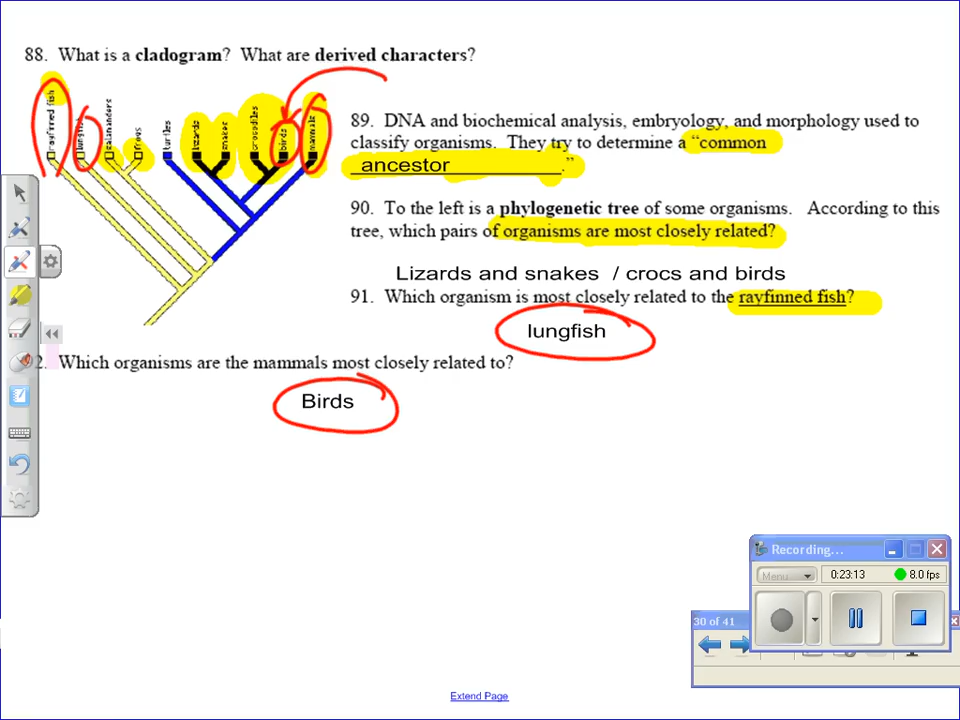 88. What is a cladogram? What are derived characters?
rayfinned fish
lungfish
salamanders
frogs
turtles
lizards
snakes
crocodiles
birds
mammals
89. DNA and biochemical analysis, embryology, and morphology used to
classify organisms. They try to determine a “common
ancestor.”
90. To the left is a phylogenetic tree of some organisms. According to this
tree, which pairs of organisms are most closely related?
Lizards and snakes / crocs and birds
91. Which organism is most closely related to the rayfinned fish?
lungfish
2. Which organisms are the mammals most closely related to?
Birds
Recording...
Menu
0:23:13
8.0 fps
30 of 41
Extend Page